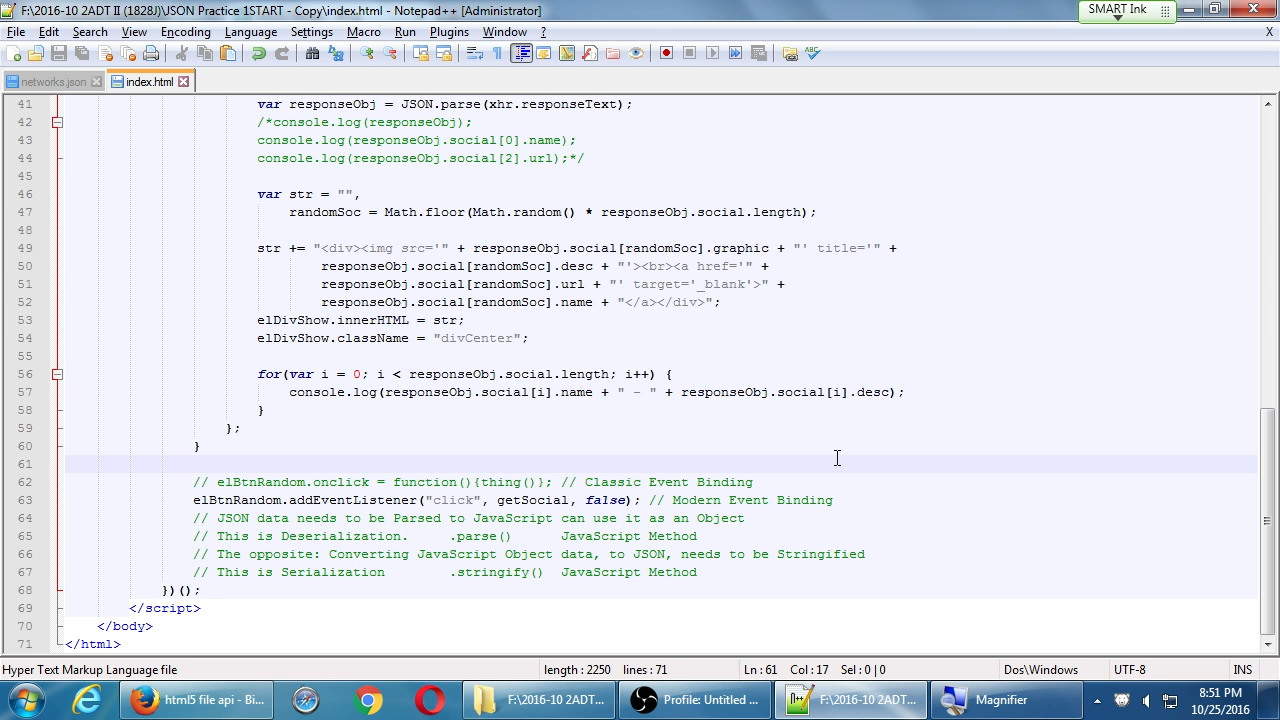 F:\2016-10 2ADT II (1828J)\JSON Practice 1START - Copy\index.html - Notepad++ [Administrator]
SMART Ink
File Edit Search View Encoding Language Settings Macro Run Plugins Window ? X
networks.json index.html
41 var responseObj = JSON.parse(xhr.responseText);
42 /*console.log(responseObj);
43 console.log(responseObj.social[0].name);
44 console.log(responseObj.social[2].url);*/
45
46 var str = "",
47 randomSoc = Math.floor(Math.random() * responseObj.social.length);
48
49 str += "<div><img src='" + responseObj.social[randomSoc].graphic + "' title='" +
50 responseObj.social[randomSoc].desc + "'><br><a href='" +
51 responseObj.social[randomSoc].url + "' target='_blank'>" +
52 responseObj.social[randomSoc].name + "</a></div>";
53 elDivShow.innerHTML = str;
54 elDivShow.className = "divCenter";
55
56 for(var i = 0; i < responseObj.social.length; i++) {
57 console.log(responseObj.social[i].name + " - " + responseObj.social[i].desc);
58 }
59 };
60 }
61
62 // elBtnRandom.onclick = function(){thing()}; // Classic Event Binding
63 elBtnRandom.addEventListener("click", getSocial, false); // Modern Event Binding
64 // JSON data needs to be Parsed to JavaScript can use it as an Object
65 // This is Deserialization. .parse() JavaScript Method
66 // The opposite: Converting JavaScript Object data, to JSON, needs to be Stringified
67 // This is Serialization .stringify() JavaScript Method
68 })();
69 </script>
70 </body>
71 </html>
Hyper Text Markup Language file length : 2250 lines : 71 Ln : 61 Col : 17 Sel : 0 | 0 Dos\Windows UTF-8 INS
html5 file api - Bi... F:\2016-10 2ADT... Profile: Untitled ... F:\2016-10 2ADT... Magnifier 8:51 PM
10/25/2016